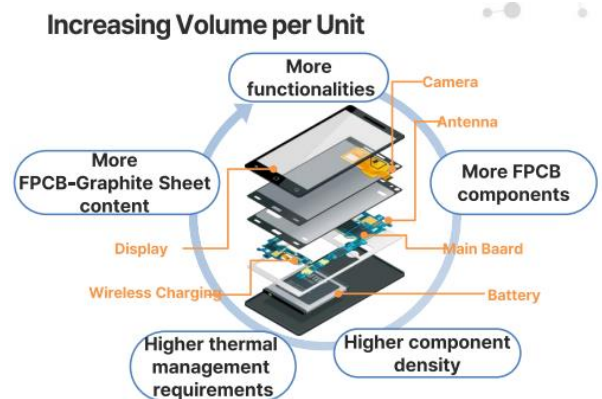 Increasing Volume per Unit
More
functionalities
Camera
Antenna
More
FPCB-Graphite Sheet
content
More FPCB
components
Display
Main Baard
Wireless Charging
Battery
Higher thermal
management
requirements
Higher component
density